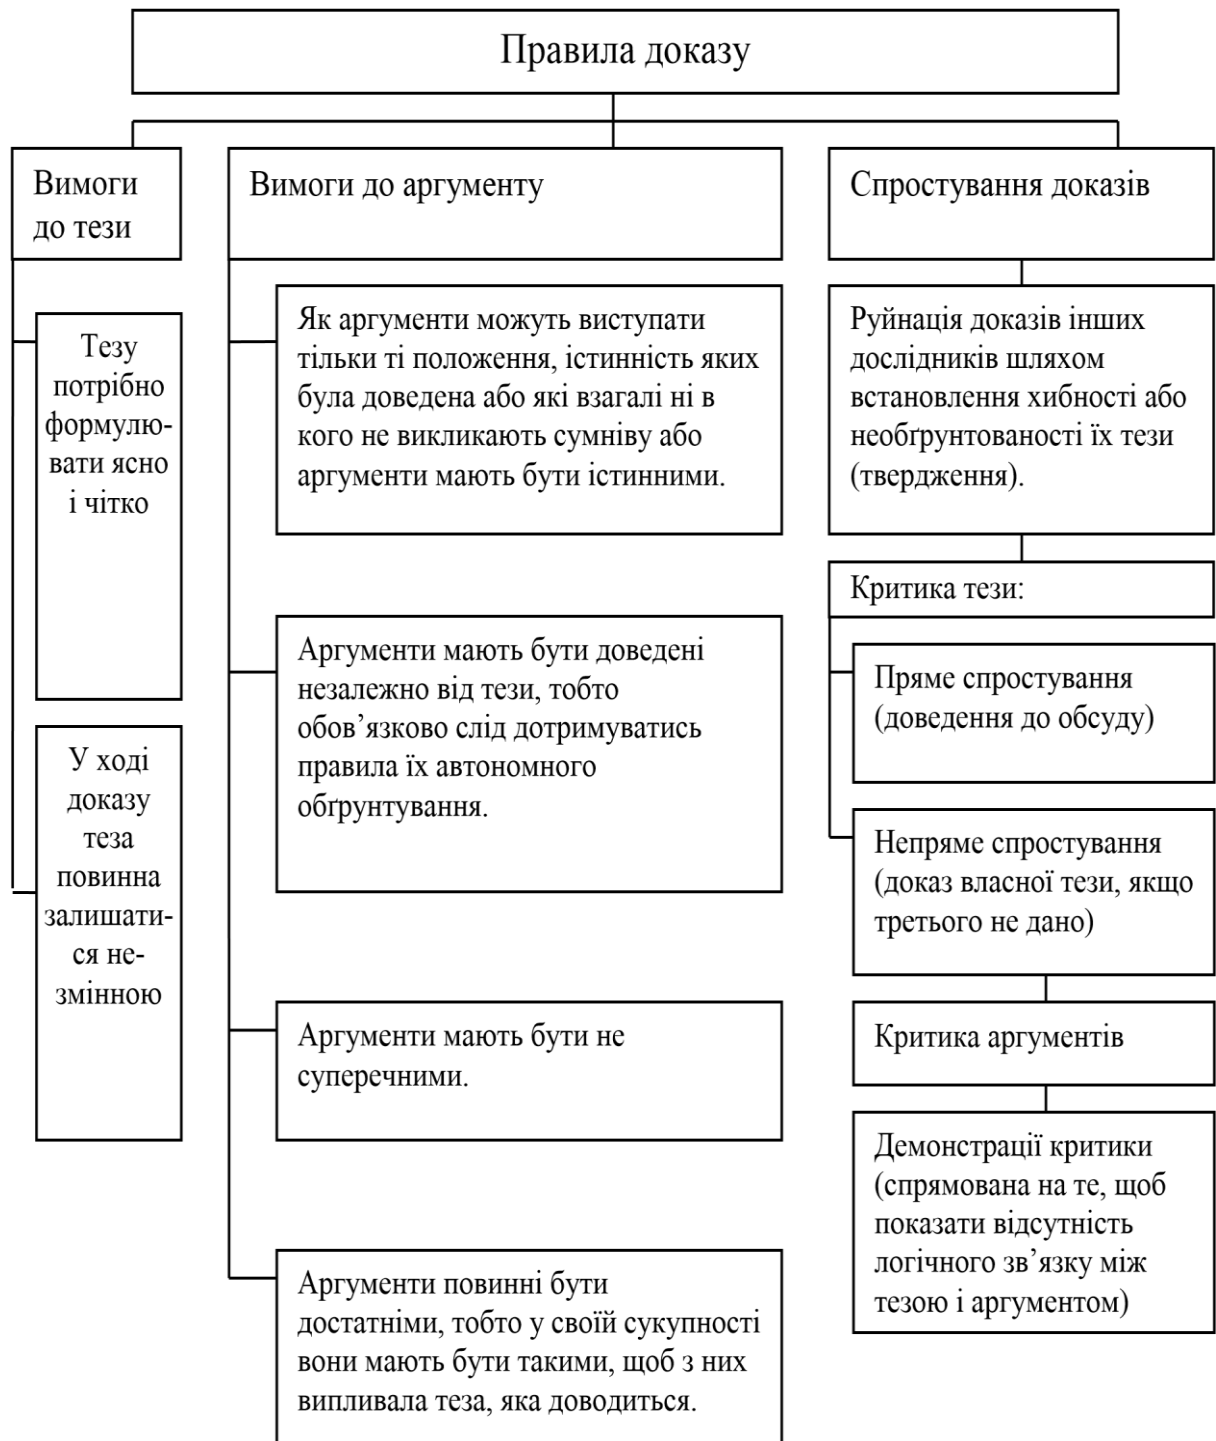 Правила доказу
Вимоги
до тези
Тезу
потрібно
формулю-
вати ясно
і чітко
У ході
доказу
теза
повинна
залишати-
ся не-
змінною
Вимоги до аргументу
Як аргументи можуть виступати
тільки ті положення, істинність яких
була доведена або які взагалі ні в
кого не викликають сумніву або
аргументи мають бути істинними.
Аргументи мають бути доведені
незалежно від тези, тобто
обов’язково слід дотримуватись
правила їх автономного
обґрунтування.
Аргументи мають бути не
суперечними.
Аргументи повинні бути
достатніми, тобто у своїй сукупності
вони мають бути такими, щоб з них
випливала теза, яка доводиться.
Спростування доказів
Руйнація доказів інших
дослідників шляхом
встановлення хибності або
необґрунтованості їх тези
(твердження).
Критика тези:
Пряме спростування
(доведення до обсуду)
Непряме спростування
(доказ власної тези, якщо
третього не дано)
Критика аргументів
Демонстрації критики
(спрямована на те, щоб
показати відсутність
логічного зв’язку між
тезою і аргументом)